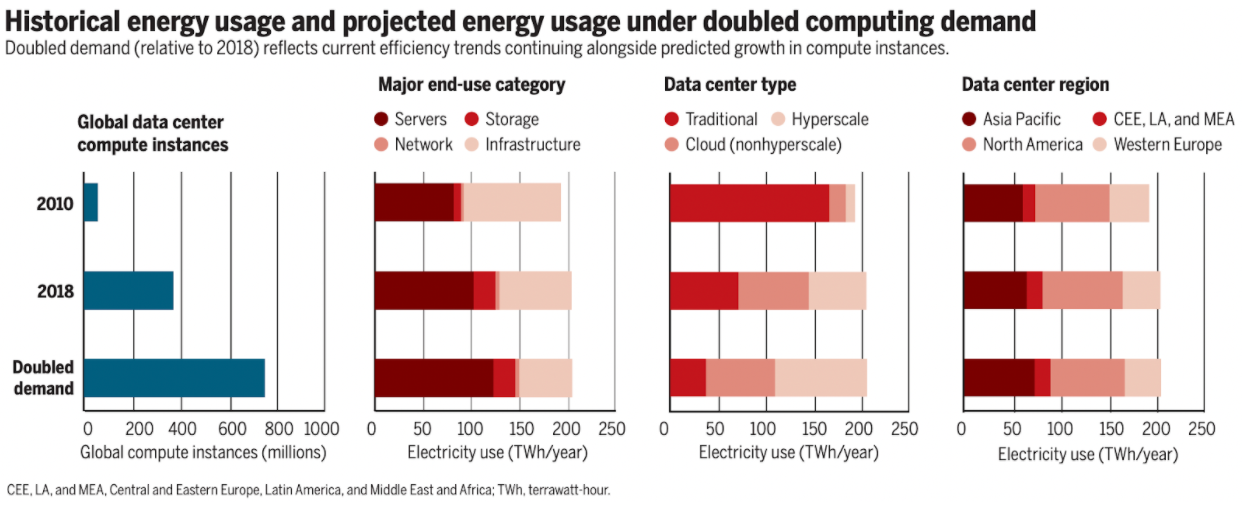 Historical energy usage and projected energy usage under doubled computing demand
Doubled demand (relative to 2018) reflects current efficiency trends continuing alongside predicted growth in compute instances.
Global data center
compute instances
2010
2018
Doubled
demand
0 200 400 600 800 1000
Global compute instances (millions)
Major end-use category
Servers Storage
Network Infrastructure
0 50 100 150 200 250
Electricity use (TWh/year)
Data center type
Traditional Hyperscale
Cloud (nonhyperscale)
0 50 100 150 200 250
Electricity use (TWh/year)
Data center region
Asia Pacific CEE, LA, and MEA
North America Western Europe
0 50 100 150 200 250
Electricity use (TWh/year)
CEE, LA, and MEA, Central and Eastern Europe, Latin America, and Middle East and Africa; TWh, terrawatt-hour.